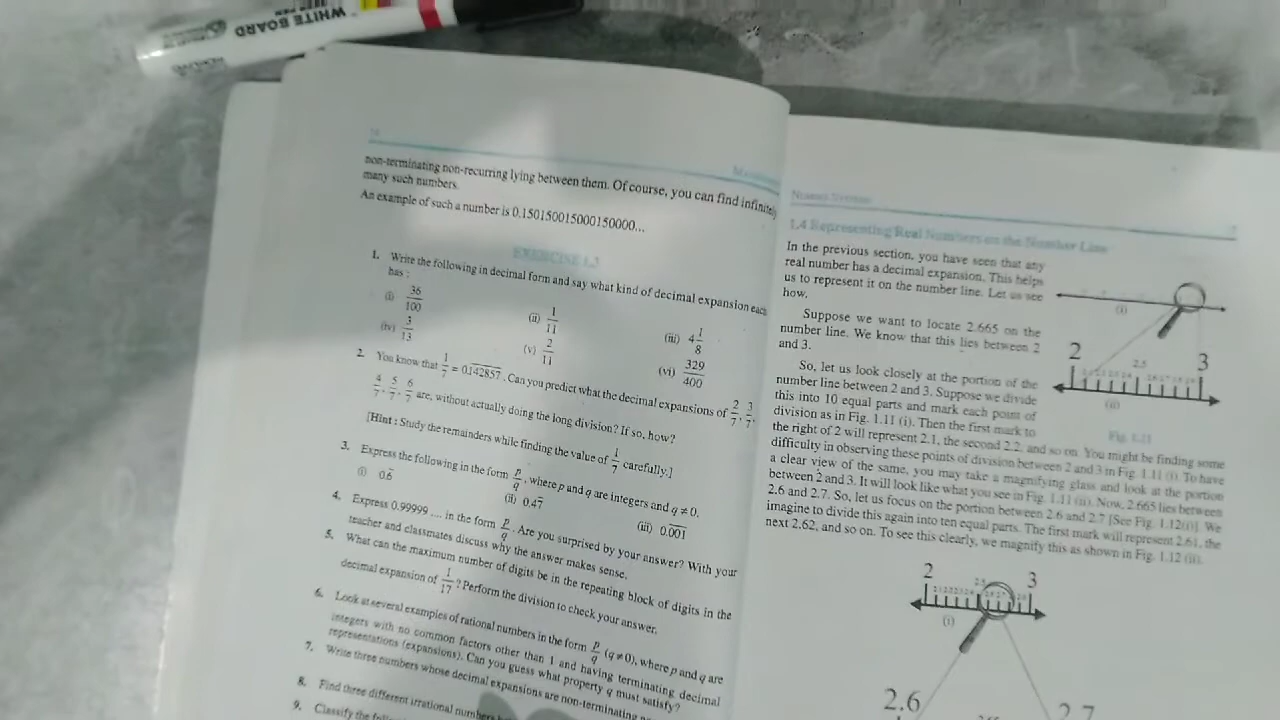 WHITE BOARD
non-terminating non-recurring lying between them. Of course, you can find infinitely
many such numbers.
An example of such a number is 0.150150015000150000...
EXERCISE 1.3
1. Write the following in decimal form and say what kind of decimal expansion each
has :
(i) 36/100 (ii) 1/11 (iii) 4 1/8
(iv) 3/13 (v) 2/11 (vi) 329/400
2. You know that 1/7 = 0.1̅4̅2̅8̅5̅7̅. Can you predict what the decimal expansions of 2/7, 3/7,
4/7, 5/7, 6/7 are, without actually doing the long division? If so, how?
[Hint : Study the remainders while finding the value of 1/7 carefully.]
3. Express the following in the form p/q, where p and q are integers and q ≠ 0.
(i) 0.6̅ (ii) 0.47̅ (iii) 0.0̅0̅1̅
4. Express 0.99999 .... in the form p/q. Are you surprised by your answer? With your
teacher and classmates discuss why the answer makes sense.
5. What can the maximum number of digits be in the repeating block of digits in the
decimal expansion of 1/17? Perform the division to check your answer.
6. Look at several examples of rational numbers in the form p/q (q ≠ 0), where p and q are
integers with no common factors other than 1 and having terminating decimal
representations (expansions). Can you guess what property q must satisfy?
7. Write three numbers whose decimal expansions are non-terminating
8. Find three different irrational numbers
9. Classify the
NUMBER SYSTEMS
1.4 Representing Real Numbers on the Number Line
In the previous section, you have seen that any
real number has a decimal expansion. This helps
us to represent it on the number line. Let us see
how.
Suppose we want to locate 2.665 on the
number line. We know that this lies between 2
and 3.
So, let us look closely at the portion of the
number line between 2 and 3. Suppose we divide
this into 10 equal parts and mark each point of
division as in Fig. 1.11 (i). Then the first mark to
the right of 2 will represent 2.1, the second 2.2, and so on. You might be finding some
difficulty in observing these points of division between 2 and 3 in Fig. 1.11 (i). To have
a clear view of the same, you may take a magnifying glass and look at the portion
between 2 and 3. It will look like what you see in Fig. 1.11 (ii). Now, 2.665 lies between
2.6 and 2.7. So, let us focus on the portion between 2.6 and 2.7 [See Fig. 1.12(i)]. We
imagine to divide this again into ten equal parts. The first mark will represent 2.61, the
next 2.62, and so on. To see this clearly, we magnify this as shown in Fig. 1.12 (ii).
(i)
2 2.5 3
(ii)
Fig. 1.11
2 2.5 3
(i)
2.6 2.7